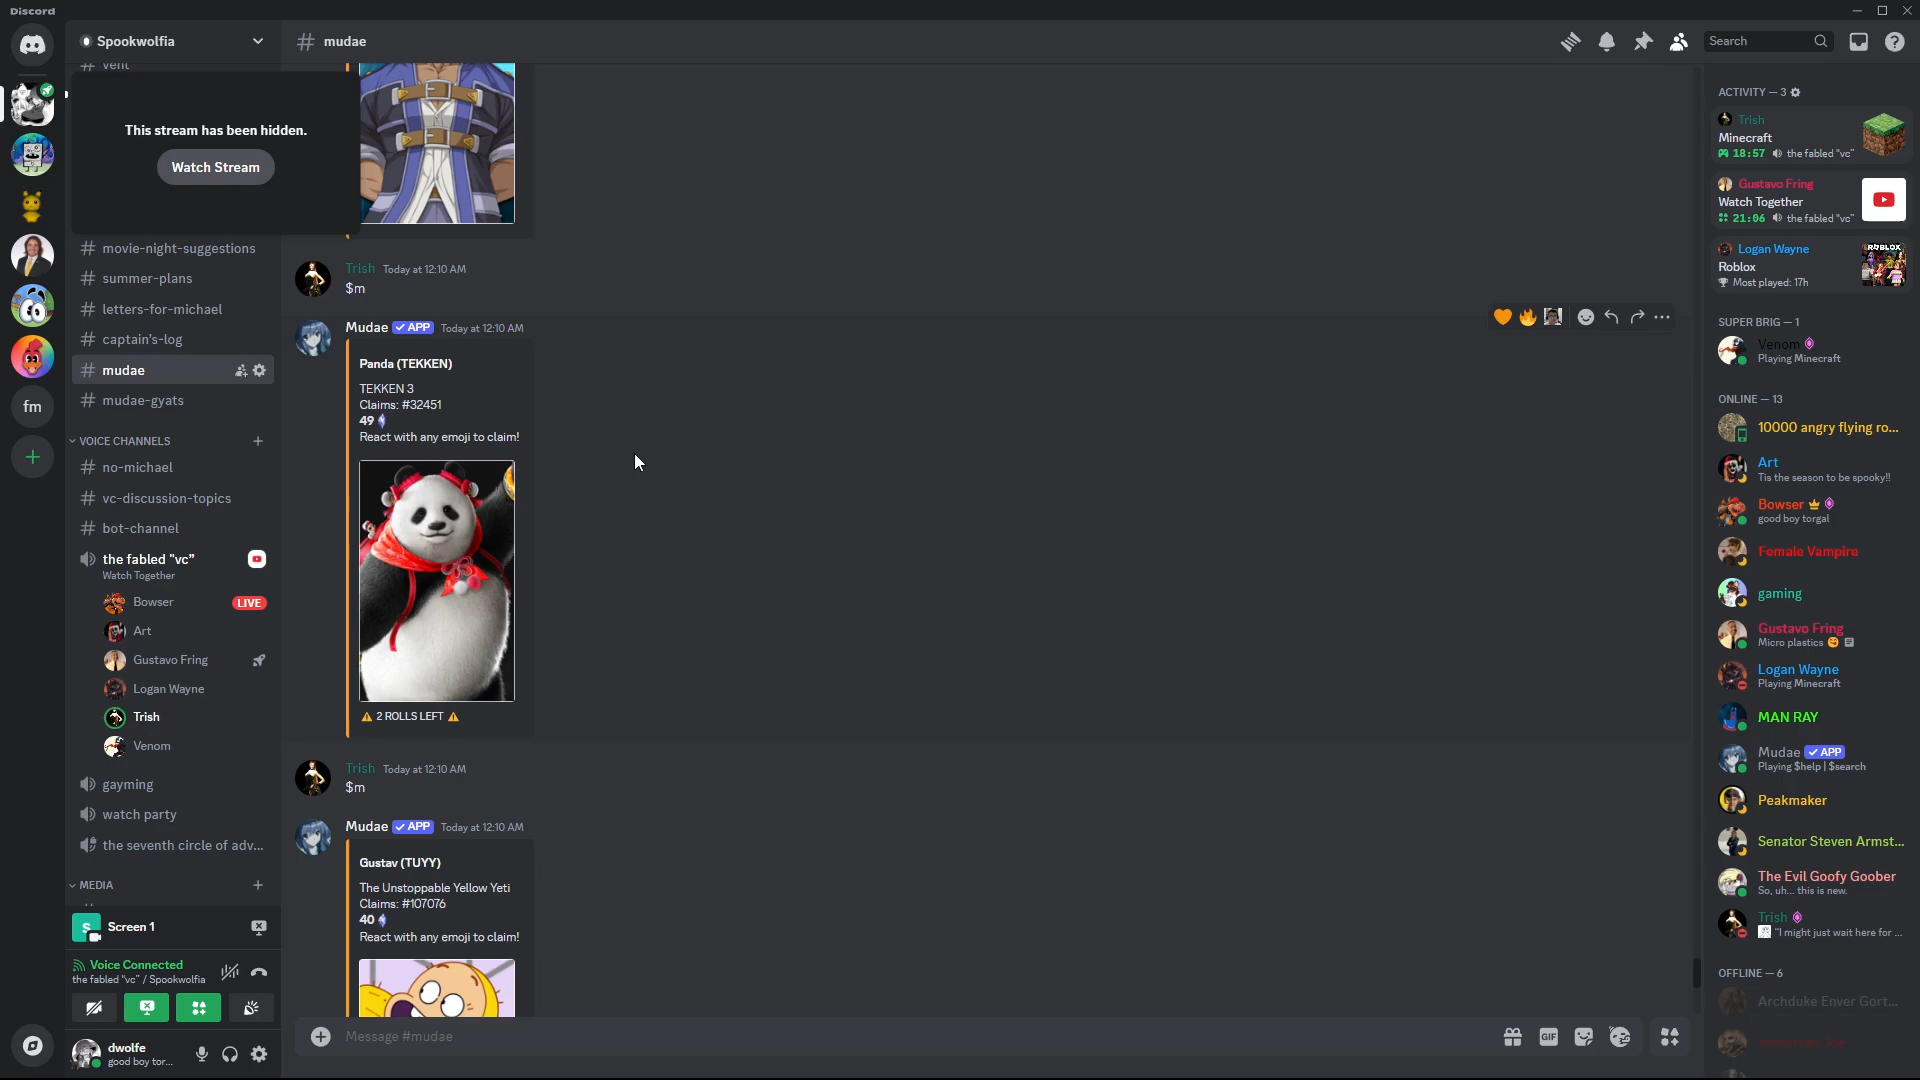 Discord
Spookwolfia
# mudae
Search
vent
This stream has been hidden.
Watch Stream
# movie-night-suggestions
# summer-plans
# letters-for-michael
# captain's-log
# mudae
# mudae-gyats
fm
VOICE CHANNELS
# no-michael
# vc-discussion-topics
# bot-channel
the fabled "vc"
Watch Together
Bowser
LIVE
Art
Gustavo Fring
Logan Wayne
Trish
Venom
gayming
watch party
the seventh circle of adv...
MEDIA
S
Screen 1
Voice Connected
the fabled "vc" / Spookwolfia
dwolfe
good boy tor...
Trish Today at 12:10 AM
$m
Mudae ✓ APP Today at 12:10 AM
Panda (TEKKEN)
TEKKEN 3
Claims: #32451
49
React with any emoji to claim!
⚠ 2 ROLLS LEFT ⚠
Trish Today at 12:10 AM
$m
Mudae ✓ APP Today at 12:10 AM
Gustav (TUYY)
The Unstoppable Yellow Yeti
Claims: #107076
40
React with any emoji to claim!
Message #mudae
GIF
ACTIVITY — 3
Trish
Minecraft
18:57 the fabled "vc"
Gustavo Fring
Watch Together
21:06 the fabled "vc"
Logan Wayne
Roblox
Most played: 17h
ROBLOX
SUPER BRIG — 1
Venom
Playing Minecraft
ONLINE — 13
10000 angry flying ro...
Art
Tis the season to be spooky!!
Bowser
good boy torgal
Female Vampire
gaming
Gustavo Fring
Micro plastics
Logan Wayne
Playing Minecraft
MAN RAY
Mudae ✓ APP
Playing $help | $search
Peakmaker
Senator Steven Armst...
The Evil Goofy Goober
So, uh... this is new.
Trish
"I might just wait here for ...
OFFLINE — 6
Archduke Enver Gort...